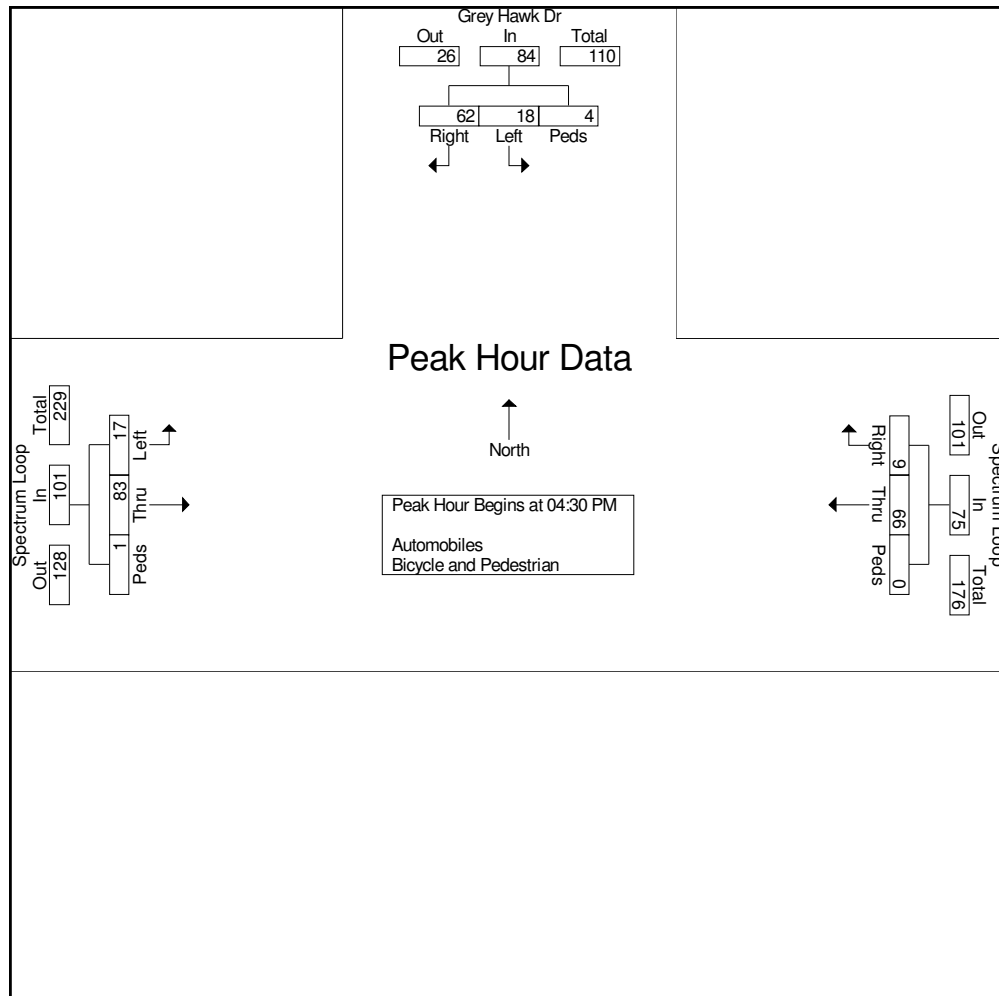 Grey Hawk Dr
Out In Total
26 84 110
62 18 4
Right Left Peds
Peak Hour Data
North
Peak Hour Begins at 04:30 PM
Automobiles
Bicycle and Pedestrian
Spectrum Loop
Out In Total
128 101 229
17 83 1
Left Thru Peds
Spectrum Loop
Out In Total
101 75 176
9 66 0
Right Thru Peds